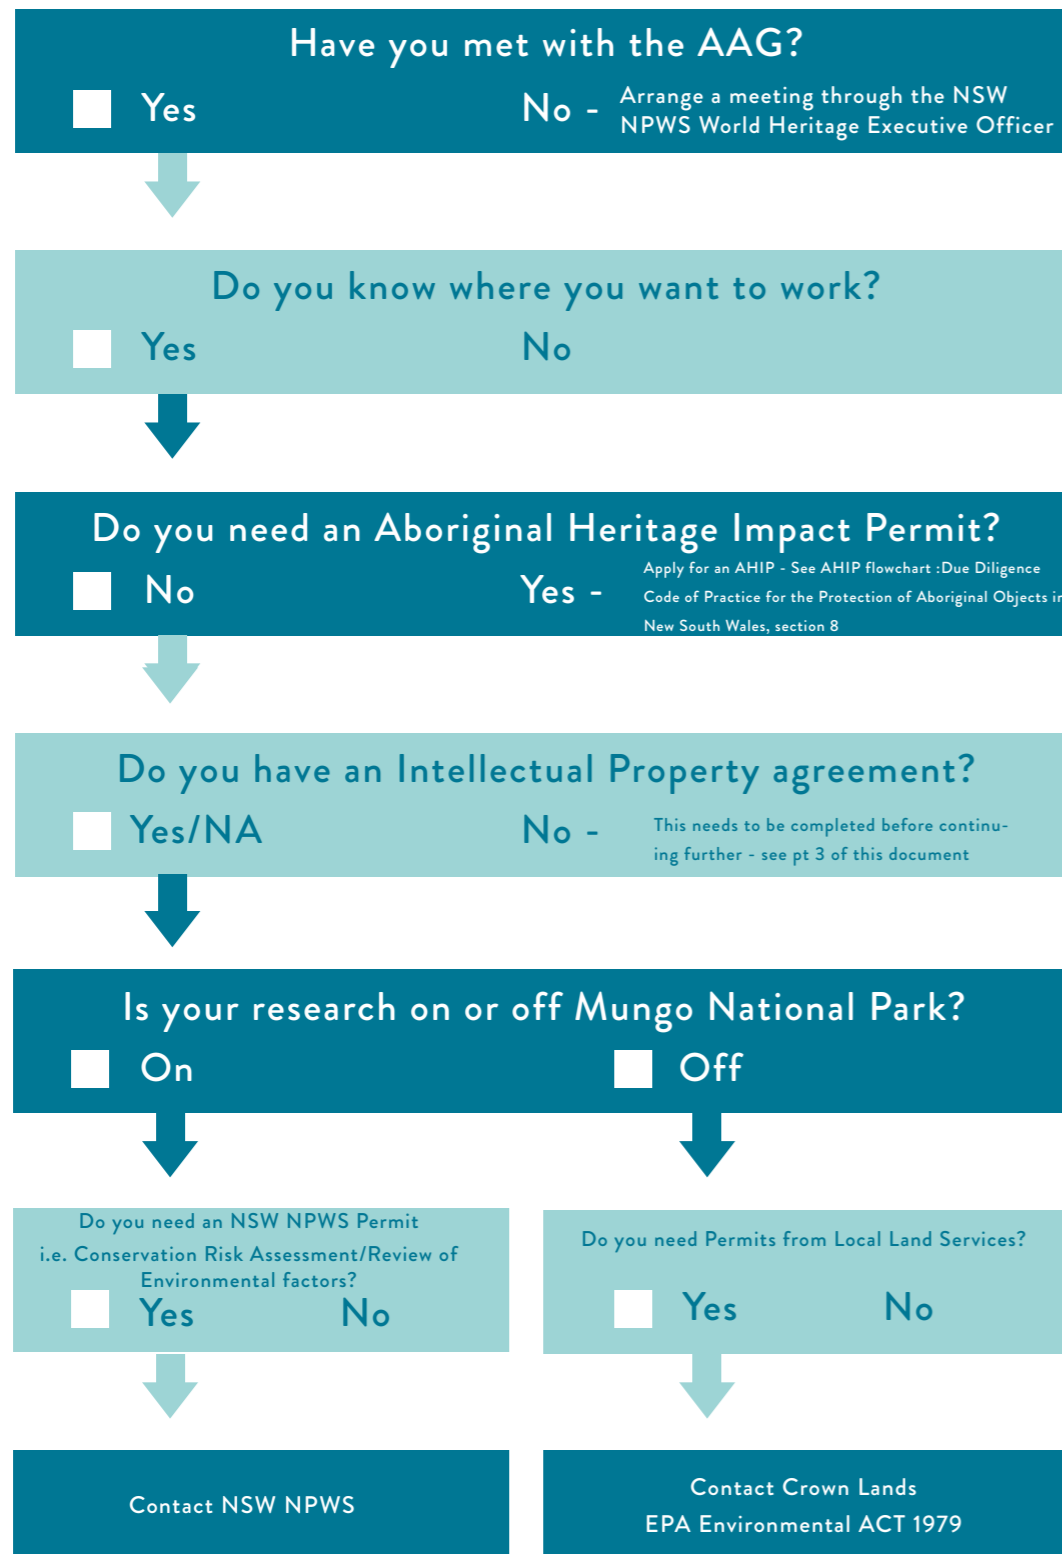 Have you met with the AAG?
Yes
No - Arrange a meeting through the NSW
NPWS World Heritage Executive Officer
Do you know where you want to work?
Yes
No
Do you need an Aboriginal Heritage Impact Permit?
No
Yes - Apply for an AHIP - See AHIP flowchart :Due Diligence
Code of Practice for the Protection of Aboriginal Objects in
New South Wales, section 8
Do you have an Intellectual Property agreement?
Yes/NA
No - This needs to be completed before continu-
ing further - see pt 3 of this document
Is your research on or off Mungo National Park?
On
Off
Do you need an NSW NPWS Permit
i.e. Conservation Risk Assessment/Review of
Environmental factors?
Yes
No
Do you need Permits from Local Land Services?
Yes
No
Contact NSW NPWS
Contact Crown Lands
EPA Environmental ACT 1979